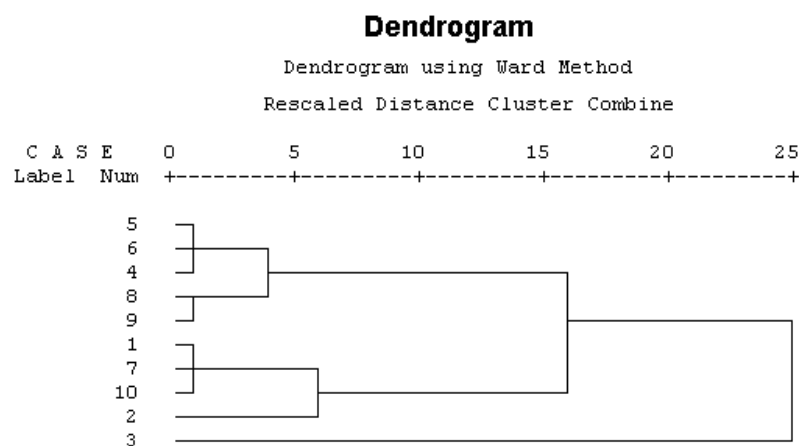 Dendrogram
Dendrogram using Ward Method
Rescaled Distance Cluster Combine
C A S E 0 5 10 15 20 25
Label Num +---------+---------+---------+---------+---------+
5
6
4
8
9
1
7
10
2
3